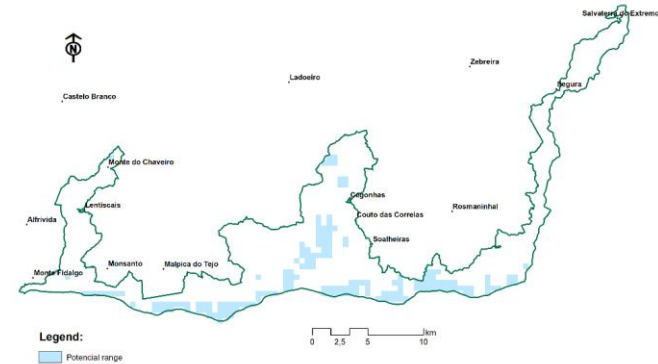 Salvaterra do Extremo
N
Zebreira
Ladoeiro
Segura
Castelo Branco
Monte do Chaveiro
Cegonhas
Lentiscais
Rosmaninhal
Couto das Correias
Alfrivida
Soalheiras
Monsanto
Malpica do Tejo
Monte Fidalgo
Legend:
Potencial range
km
0 2,5 5 10